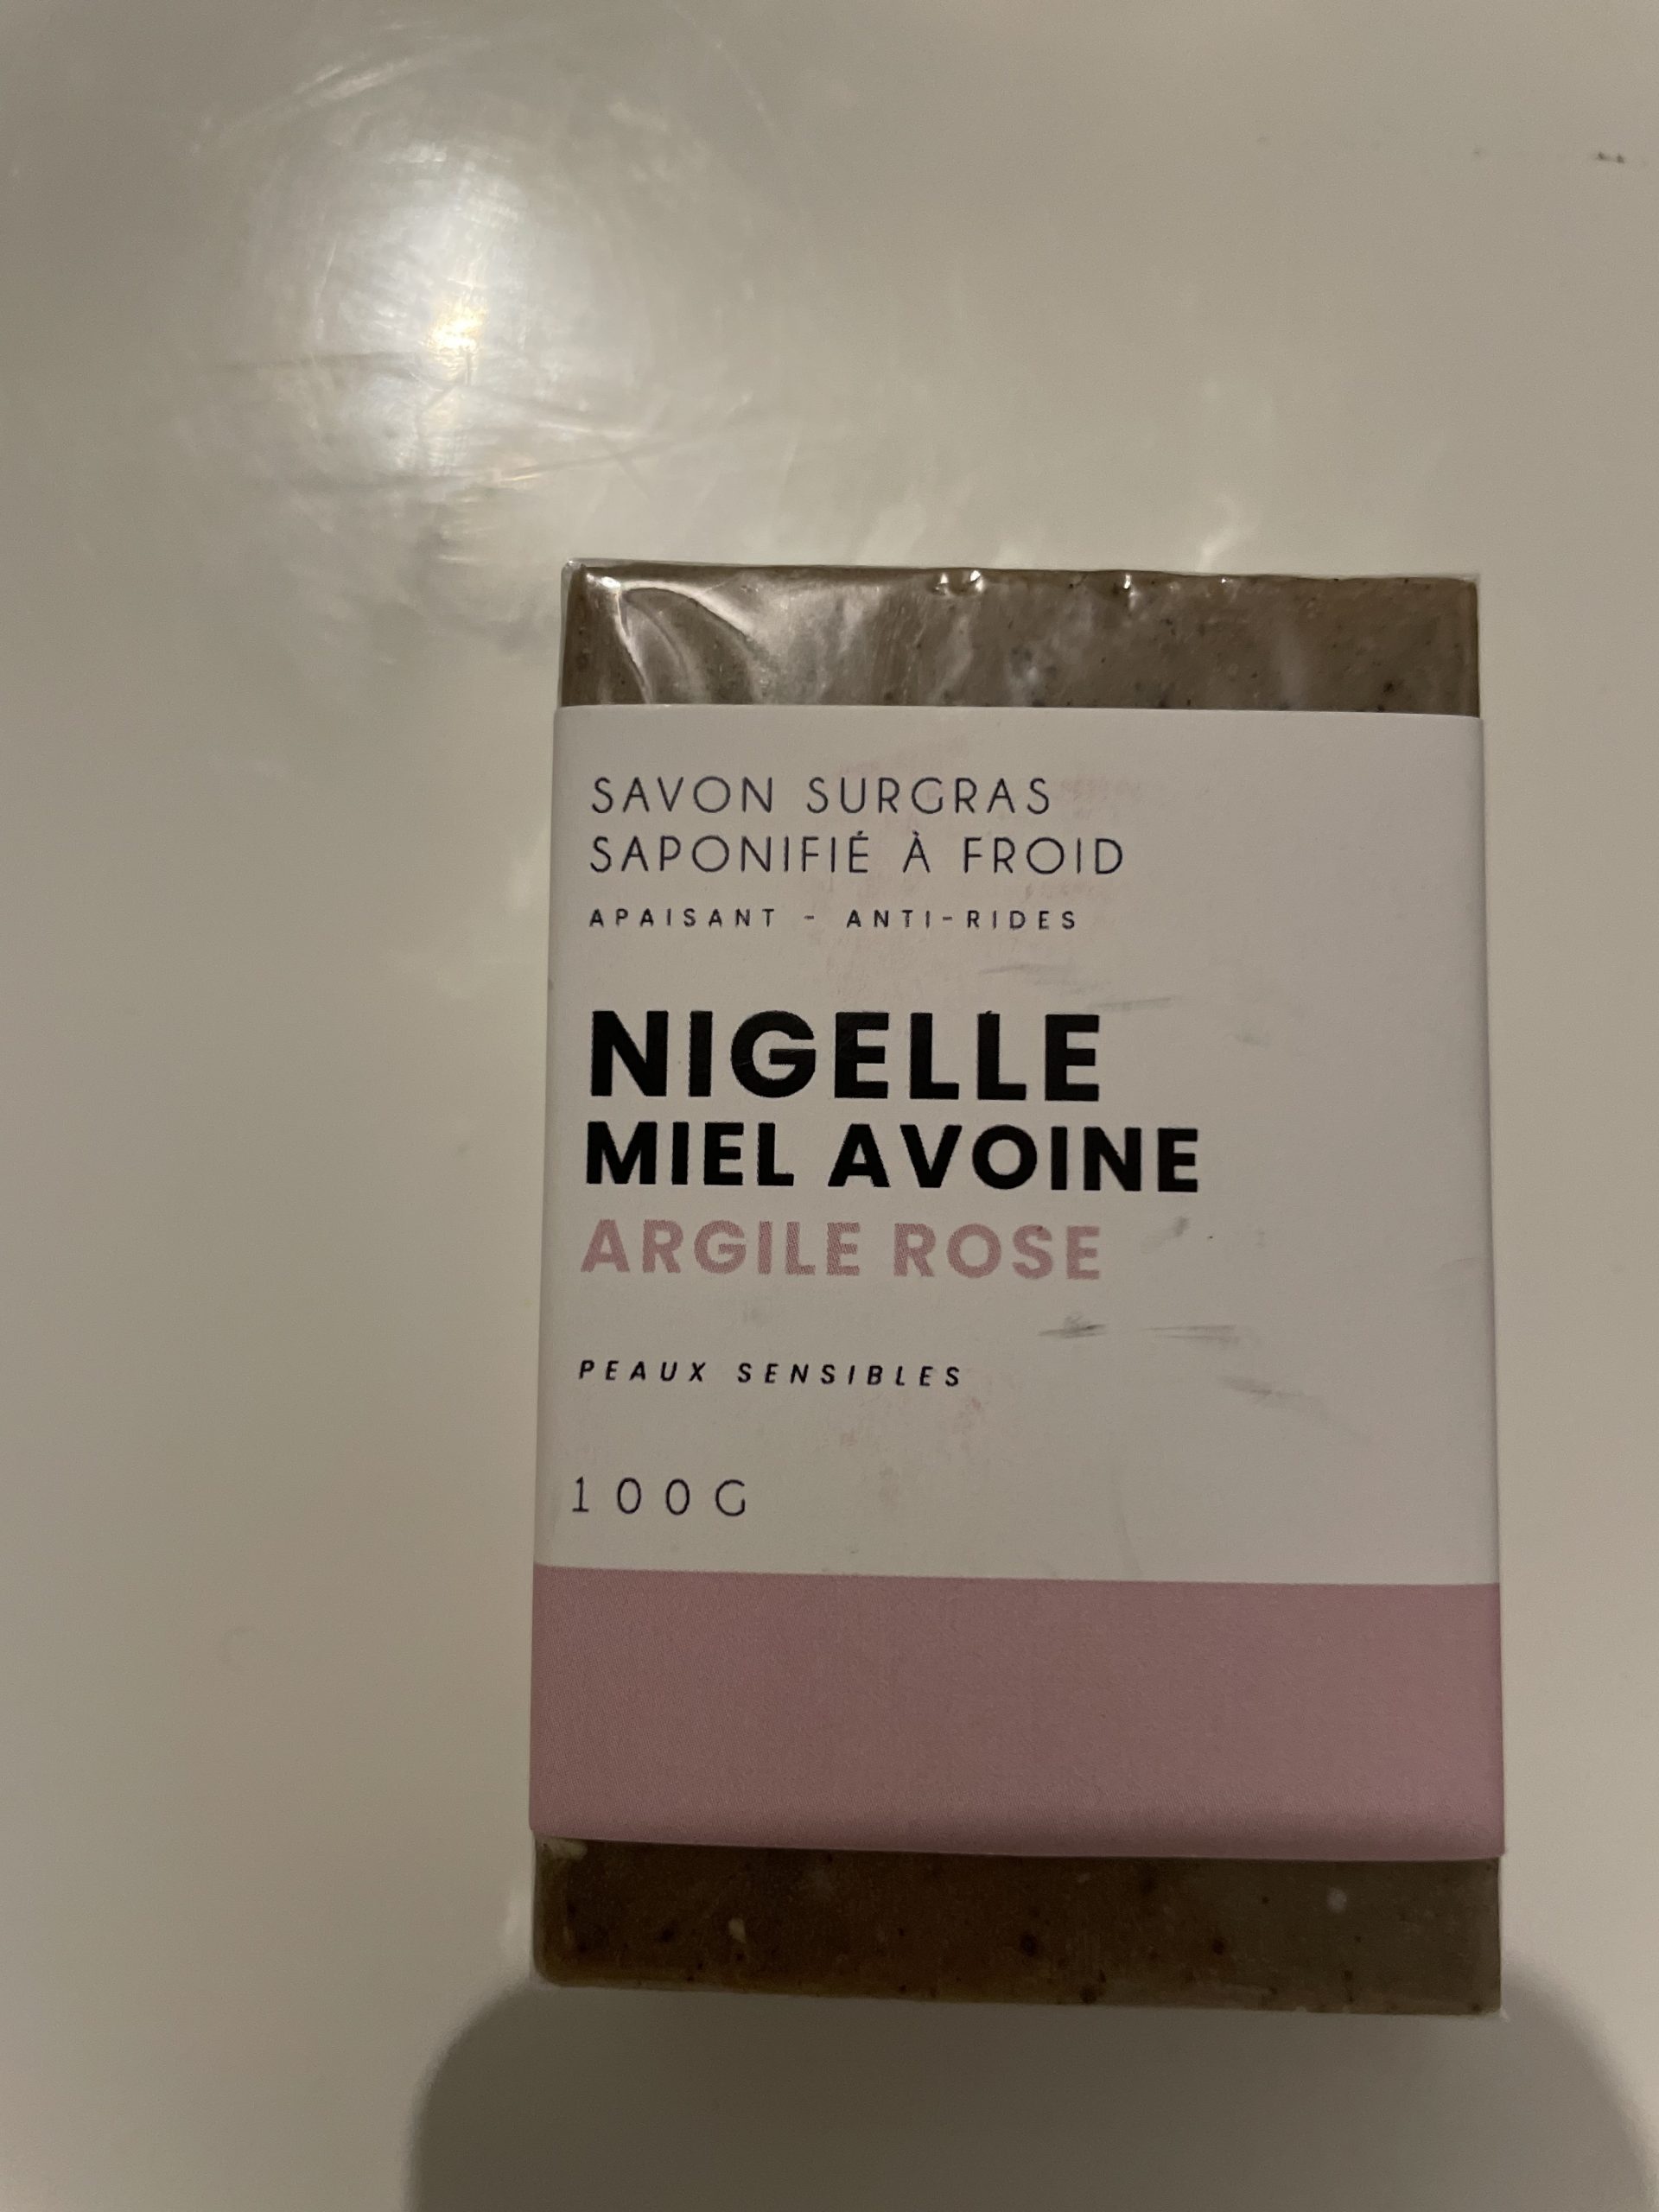 SAVON SURGRAS
SAPONIFIÉ À FROID
APAISANT - ANTI-RIDES
NIGELLE
MIEL AVOINE
ARGILE ROSE
PEAUX SENSIBLES
100G